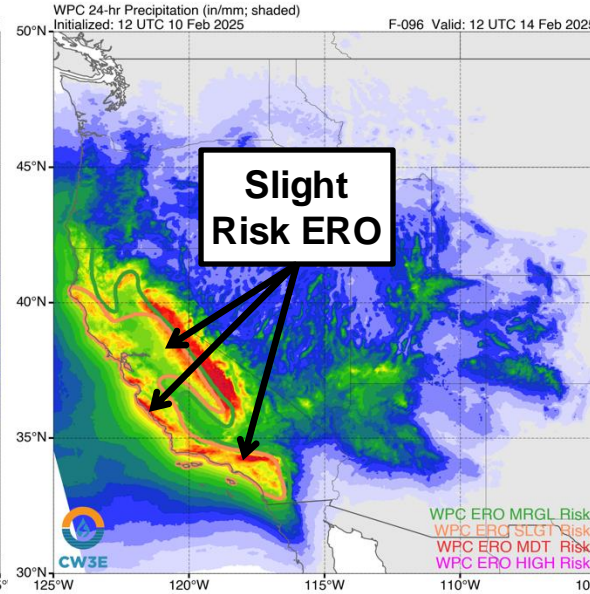 WPC 24-hr Precipitation (in/mm; shaded)
Initialized: 12 UTC 10 Feb 2025
F-096 Valid: 12 UTC 14 Feb 2025
50°N
Slight
Risk ERO
45°N
40°N
35°N
WPC ERO MRGL Risk
WPC ERO SLGT Risk
WPC ERO MDT Risk
WPC ERO HIGH Risk
CW3E
30°N
125°W
120°W
115°W
110°W